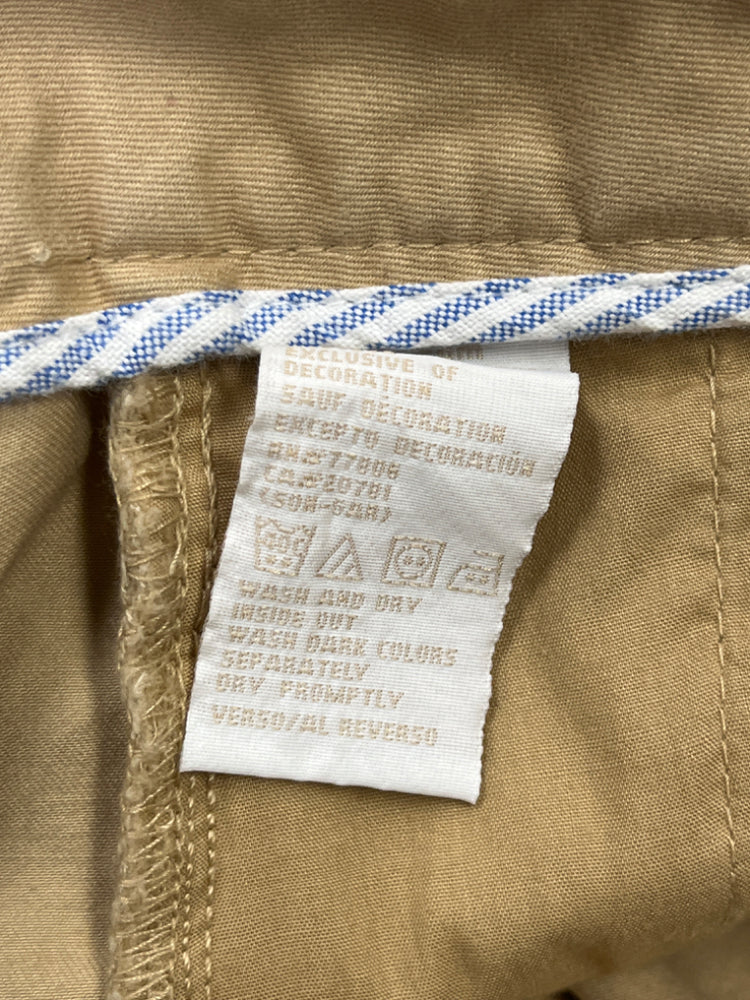 EXCLUSIVE OF
DECORATION
SAUF DÉCORATION
EXCEPTO DECORACIÓN
RN#77806
CA#20701
WASH AND DRY
INSIDE OUT
WASH DARK COLORS
SEPARATELY
DRY PROMPTLY
VERSO/AL REVERSO